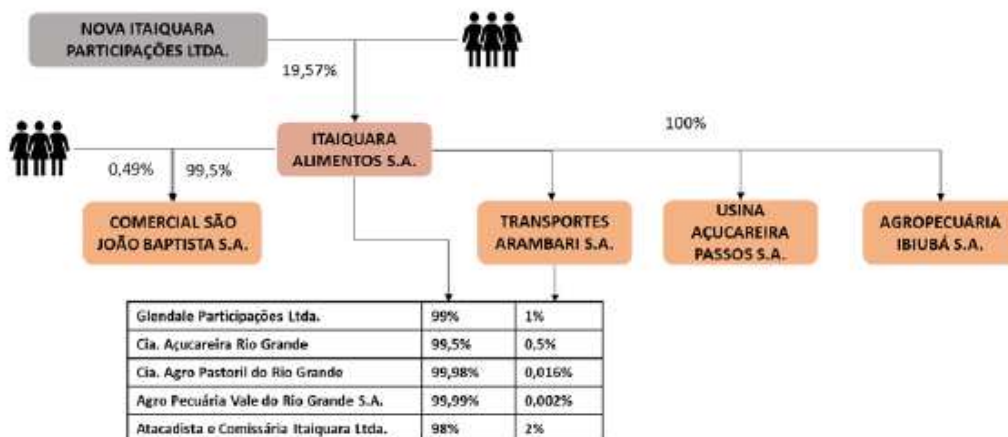 NOVA ITAIQUARA
PARTICIPAÇÕES LTDA.
19,57%
ITAIQUARA
ALIMENTOS S.A.
100%
0,49%
99,5%
COMERCIAL SÃO
JOÃO BAPTISTA S.A.
TRANSPORTES
ARAMBARI S.A.
USINA
AÇUCAREIRA
PASSOS S.A.
AGROPECUÁRIA
IBIUBÁ S.A.
Glendale Participações Ltda. 99% 1%
Cia. Açucareira Rio Grande 99,5% 0,5%
Cia. Agro Pastoril do Rio Grande 99,98% 0,016%
Agro Pecuária Vale do Rio Grande S.A. 99,99% 0,002%
Atacadista e Comissária Itaiquara Ltda. 98% 2%